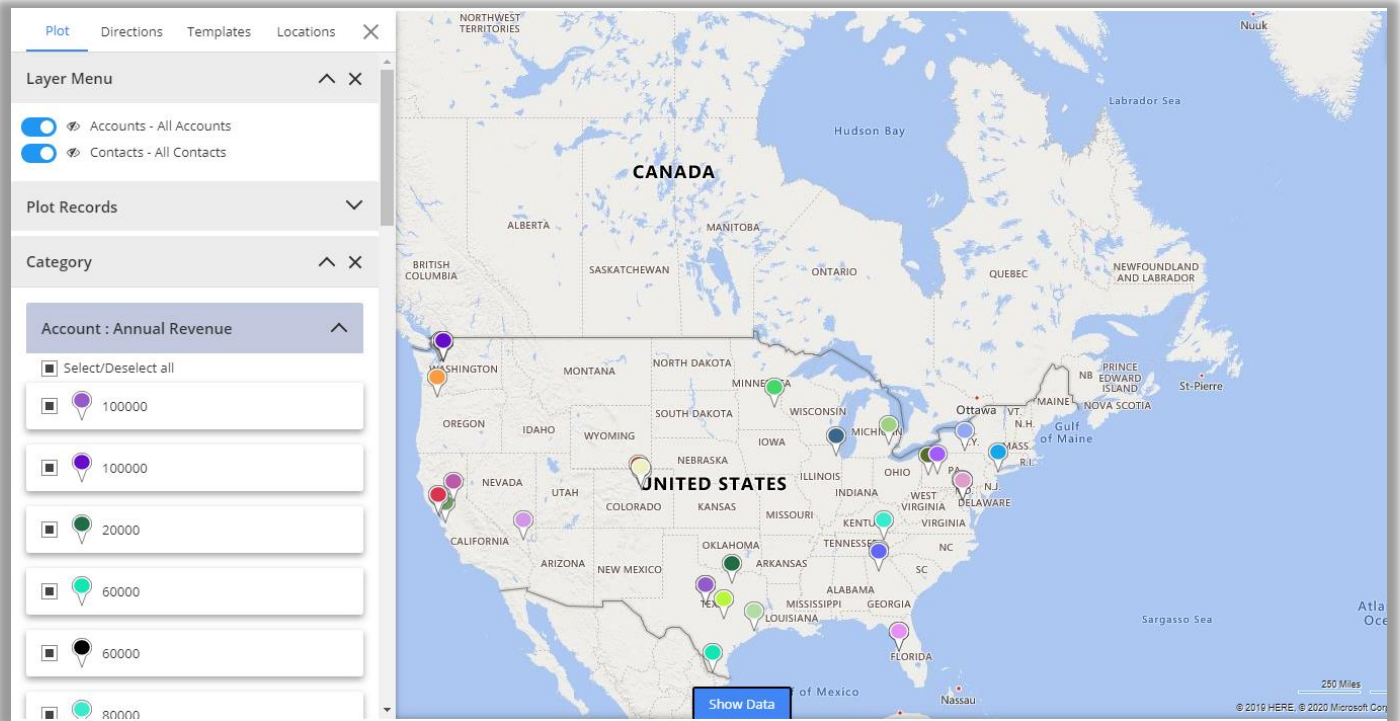 Plot Directions Templates Locations
Layer Menu
Accounts - All Accounts
Contacts - All Contacts
Plot Records
Category
Account : Annual Revenue
Select/Deselect all
100000
100000
20000
60000
60000
80000
NORTHWEST
TERRITORIES
Nuuk
Labrador Sea
Hudson Bay
CANADA
ALBERTA
MANITOBA
BRITISH
COLUMBIA
SASKATCHEWAN
ONTARIO
QUEBEC
NEWFOUNDLAND
AND LABRADOR
PRINCE
EDWARD
ISLAND
NB
St-Pierre
NOVA SCOTIA
MAINE
Ottawa
VT.
N.H.
Gulf
of Maine
MASS.
R.I.
WASHINGTON
MONTANA
NORTH DAKOTA
MINNESOTA
OREGON
IDAHO
SOUTH DAKOTA
WISCONSIN
MICHIGAN
WYOMING
IOWA
NEBRASKA
NEVADA
UTAH
UNITED STATES
ILLINOIS
OHIO
PA.
N.J.
INDIANA
COLORADO
KANSAS
MISSOURI
WEST
VIRGINIA
DELAWARE
VIRGINIA
CALIFORNIA
OKLAHOMA
TENNESSEE
NC
ARIZONA
NEW MEXICO
ARKANSAS
SC
ALABAMA
MISSISSIPPI
GEORGIA
LOUISIANA
FLORIDA
Sargasso Sea
of Mexico
Nassau
Show Data
250 Miles
© 2019 HERE, © 2020 Microsoft Cor